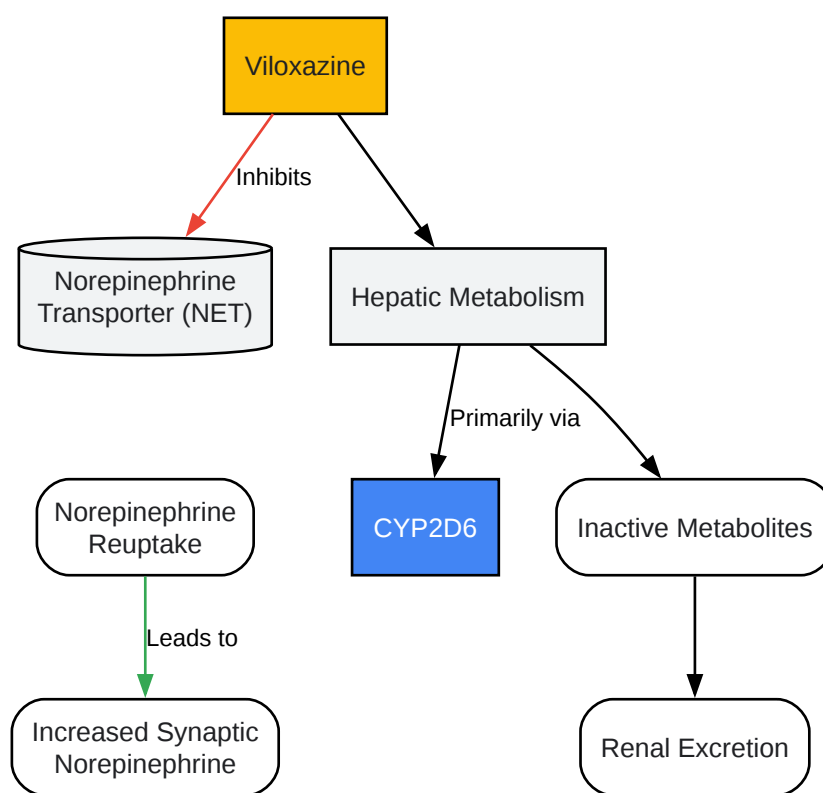 Viloxazine
Inhibits
Norepinephrine
Transporter (NET)
Hepatic Metabolism
Primarily via
Norepinephrine
Reuptake
CYP2D6
Inactive Metabolites
Leads to
Increased Synaptic
Norepinephrine
Renal Excretion